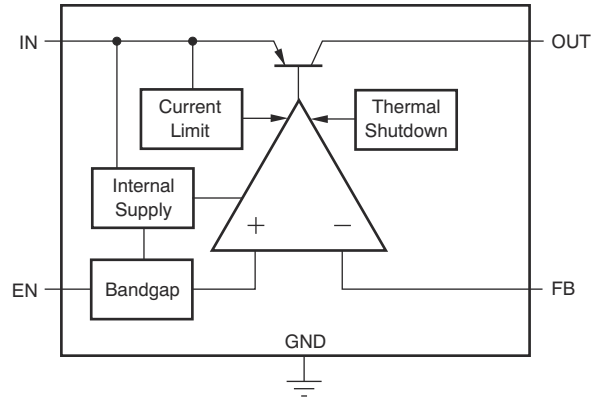 IN
OUT
Current
Limit
Thermal
Shutdown
Internal
Supply
+
−
EN
Bandgap
FB
GND